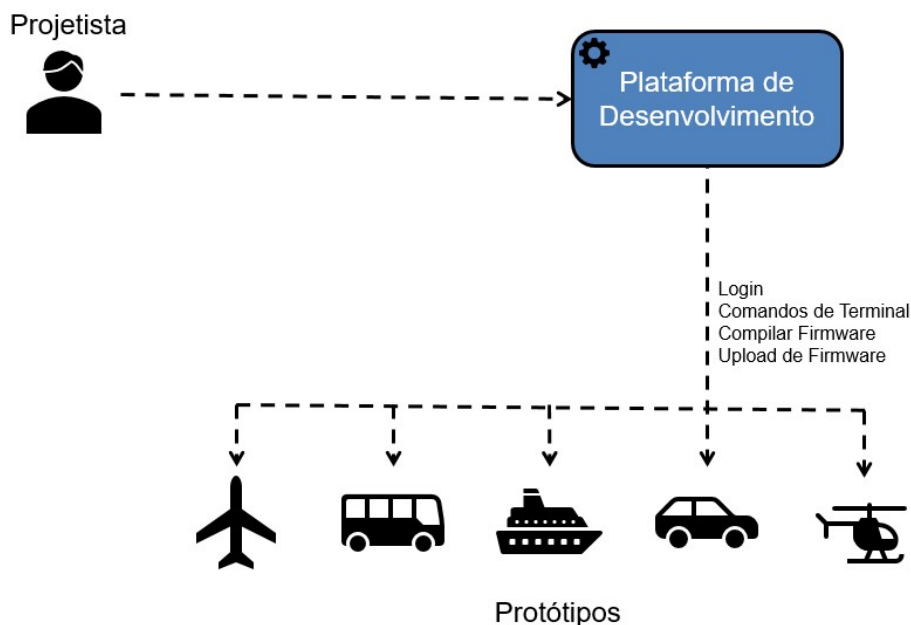 Projetista
Plataforma de
Desenvolvimento
Login
Comandos de Terminal
Compilar Firmware
Upload de Firmware
Protótipos